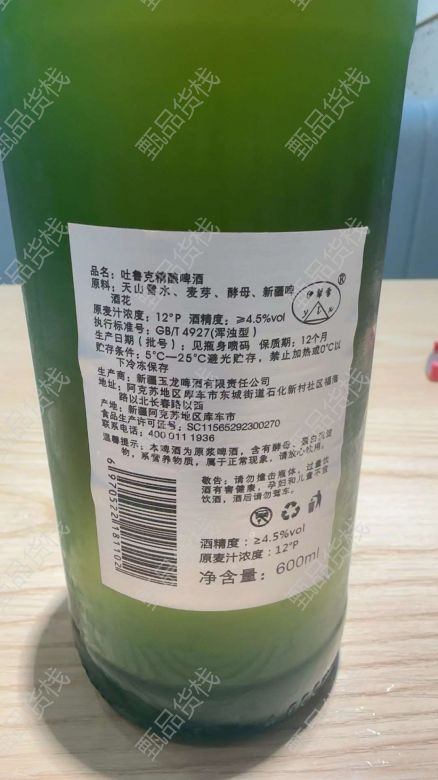 品名：吐鲁克精酿啤酒
原料：天山雪水、麦芽、酵母、新疆啤
酒花
原麦汁浓度：12°P 酒精度：≥4.5%vol
执行标准号：GB/T 4927(浑浊型)
生产日期（批号）：见瓶身喷码 保质期：12个月
贮存条件：5°C—25°C避光贮存，禁止加热或0°C以
下冷冻保存
生产商：新疆玉龙啤酒有限责任公司
地址：阿克苏地区库车市东城街道石化新村社区福海
路以北长春路以西
产地：新疆阿克苏地区库车市
食品生产许可证号：SC11565292300270
联系电话：400 011 1936
温馨提示：本啤酒为原浆啤酒，含有酵母、蛋白沉淀
物，系营养物质，属于正常现象，请放心饮用。
敬告：请勿撞击瓶体，过量饮
酒有害健康，孕妇和儿童不宜
饮酒，酒后请勿驾车。
酒精度：≥4.5%vol
原麦汁浓度：12°P
净含量：600ml
6970522781102
®
甄品货栈